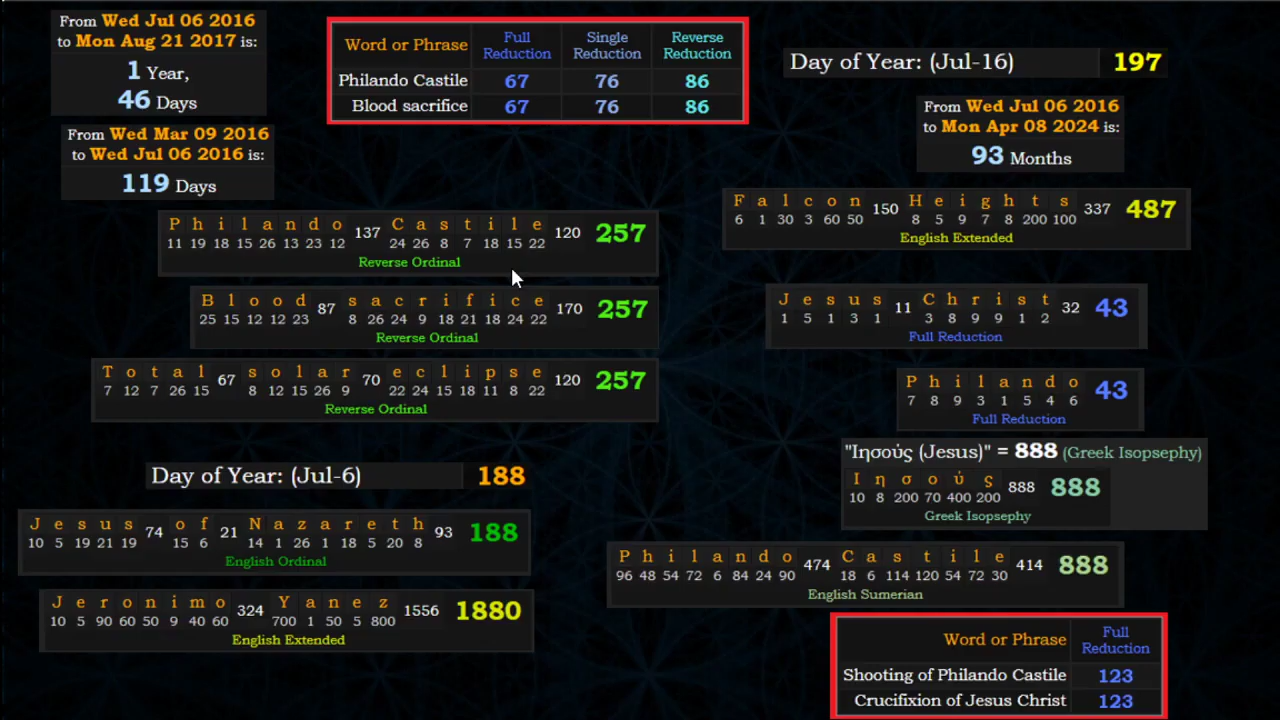 From Wed Jul 06 2016
to Mon Aug 21 2017 is:
1 Year,
46 Days
From Wed Mar 09 2016
to Wed Jul 06 2016 is:
119 Days
Word or Phrase Full Reduction Single Reduction Reverse Reduction
Philando Castile 67 76 86
Blood sacrifice 67 76 86
Day of Year: (Jul-16) 197
From Wed Jul 06 2016
to Mon Apr 08 2024 is:
93 Months
P h i l a n d o 137 C a s t i l e 120 257
11 19 18 15 26 13 23 12 24 26 8 7 18 15 22
Reverse Ordinal
B l o o d 87 s a c r i f i c e 170 257
25 15 12 12 23 8 26 24 9 18 21 18 24 22
Reverse Ordinal
T o t a l 67 s o l a r 70 e c l i p s e 120 257
7 12 7 26 15 8 12 15 26 9 22 24 15 18 11 8 22
Reverse Ordinal
F a l c o n 150 H e i g h t s 337 487
6 1 30 3 60 50 8 5 9 7 8 200 100
English Extended
J e s u s 11 C h r i s t 32 43
1 5 1 3 1 3 8 9 9 1 2
Full Reduction
P h i l a n d o 43
7 8 9 3 1 5 4 6
Full Reduction
"Ιησούς (Jesus)" = 888 (Greek Isopsephy)
Ι η σ ο ύ ς 888 888
10 8 200 70 400 200
Greek Isopsephy
Day of Year: (Jul-6) 188
J e s u s 74 o f 21 N a z a r e t h 93 188
10 5 19 21 19 15 6 14 1 26 1 18 5 20 8
English Ordinal
J e r o n i m o 324 Y a n e z 1556 1880
10 5 90 60 50 9 40 60 700 1 50 5 800
English Extended
P h i l a n d o 474 C a s t i l e 414 888
96 48 54 72 6 84 24 90 18 6 114 120 54 72 30
English Sumerian
Word or Phrase Full Reduction
Shooting of Philando Castile 123
Crucifixion of Jesus Christ 123